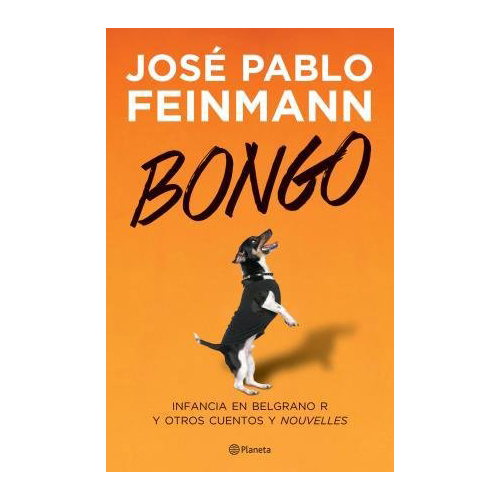 JOSÉ PABLO
FEINMANN
BONGO
INFANCIA EN BELGRANO R
Y OTROS CUENTOS Y NOUVELLES
Planeta